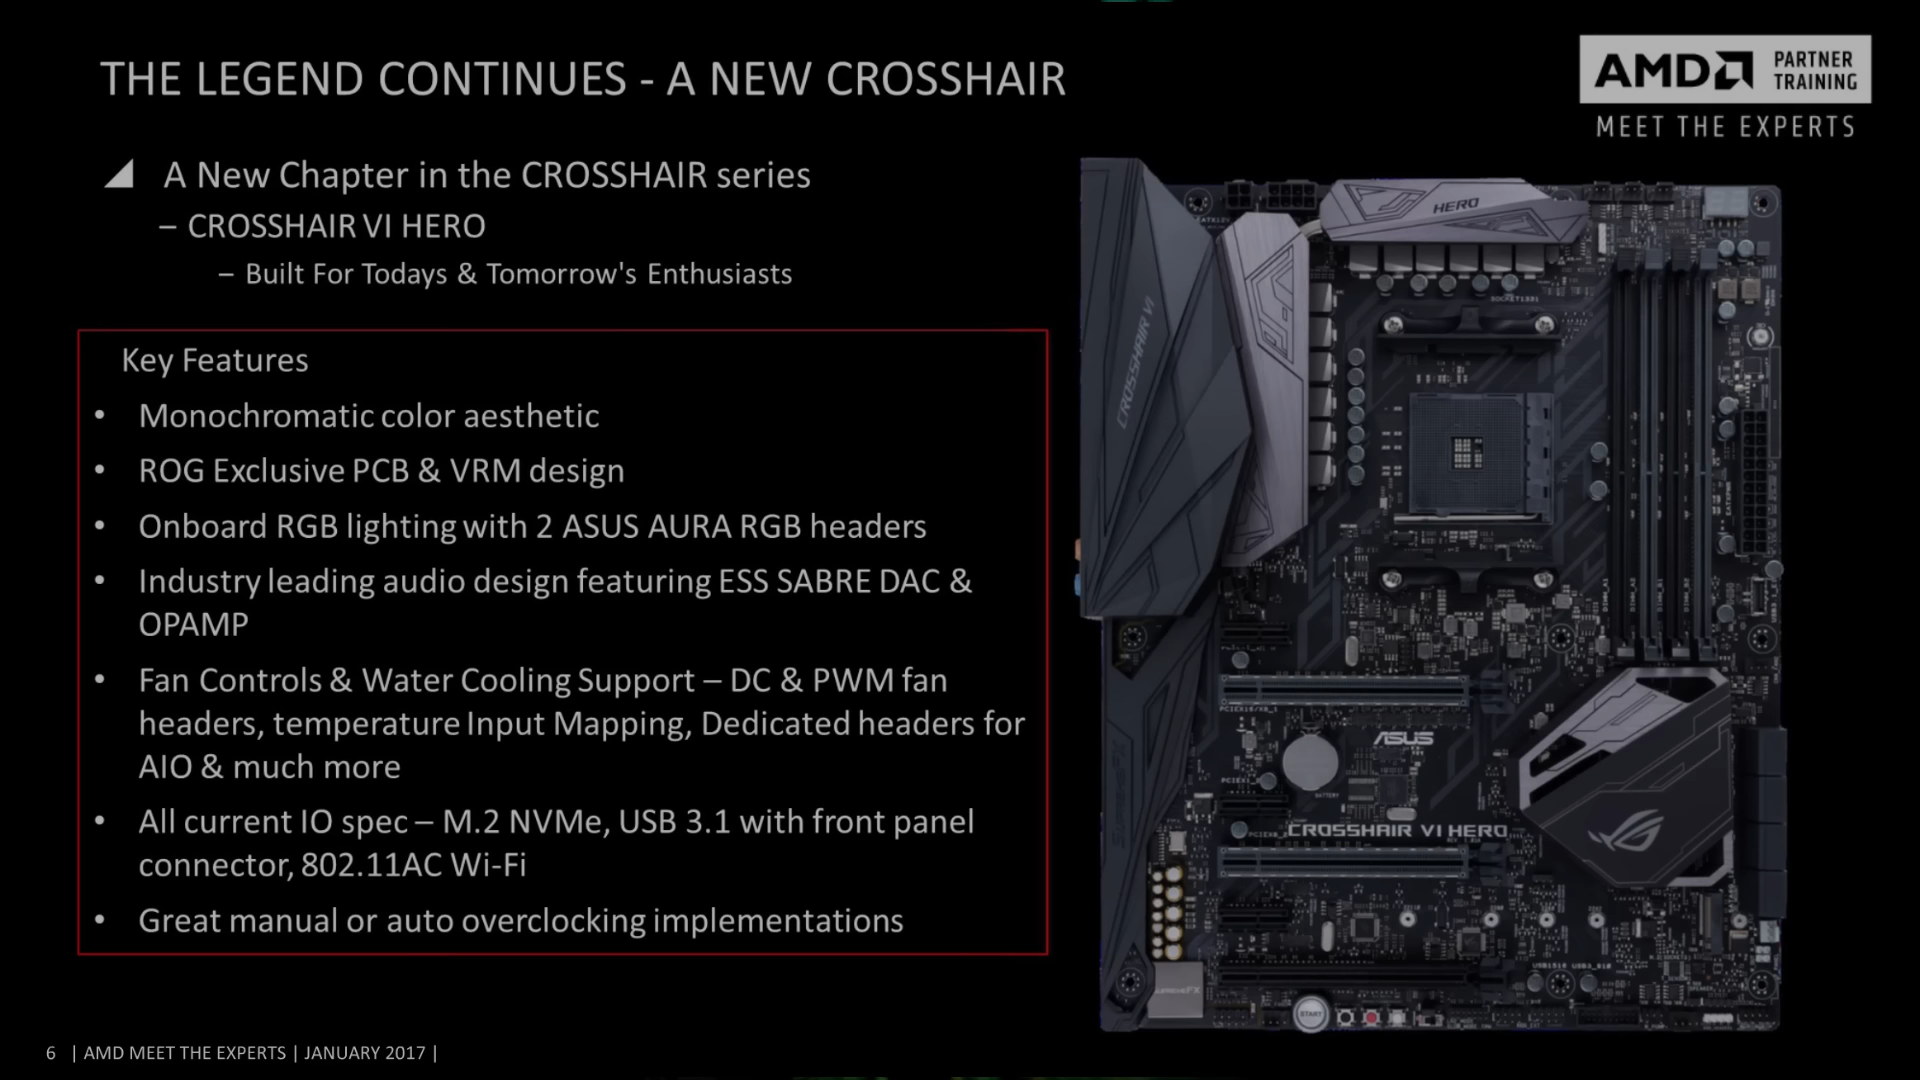 THE LEGEND CONTINUES - A NEW CROSSHAIR
AMD PARTNER TRAINING
MEET THE EXPERTS
A New Chapter in the CROSSHAIR series
– CROSSHAIR VI HERO
– Built For Todays & Tomorrow's Enthusiasts
Key Features
• Monochromatic color aesthetic
• ROG Exclusive PCB & VRM design
• Onboard RGB lighting with 2 ASUS AURA RGB headers
• Industry leading audio design featuring ESS SABRE DAC &
OPAMP
• Fan Controls & Water Cooling Support – DC & PWM fan
headers, temperature Input Mapping, Dedicated headers for
AIO & much more
• All current IO spec – M.2 NVMe, USB 3.1 with front panel
connector, 802.11AC Wi-Fi
• Great manual or auto overclocking implementations
HERO
CROSSHAIR VI
SOCKET1331
ASUS
BATTERY
CROSSHAIR VI HERO
START
6 | AMD MEET THE EXPERTS | JANUARY 2017 |